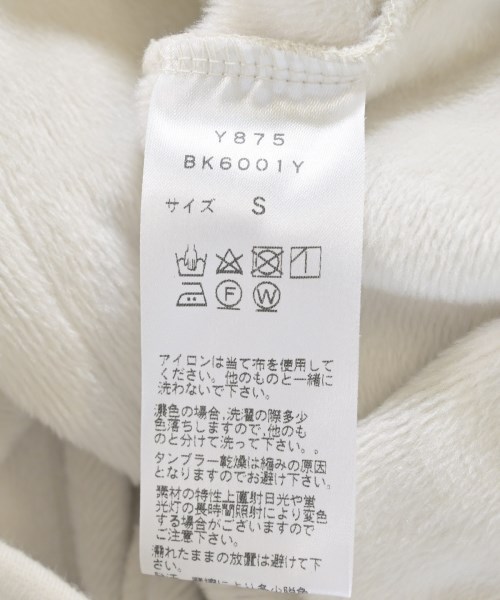 Y875
BK6001Y
サイズ S
F W
アイロンは当て布を使用して
ください。他のものと一緒に
洗わないで下さい。
濃色の場合、洗濯の際多少
色落ちしますので、他のも
のと分けて洗って下さい。。
タンブラー乾燥は縮みの原因
となりますのでお避け下さい。
素材の特性上直射日光や蛍
光灯の長時間照射により変色
する場合がございますので
ご注意下さい。
濡れたままの放置は避けて下
さい。